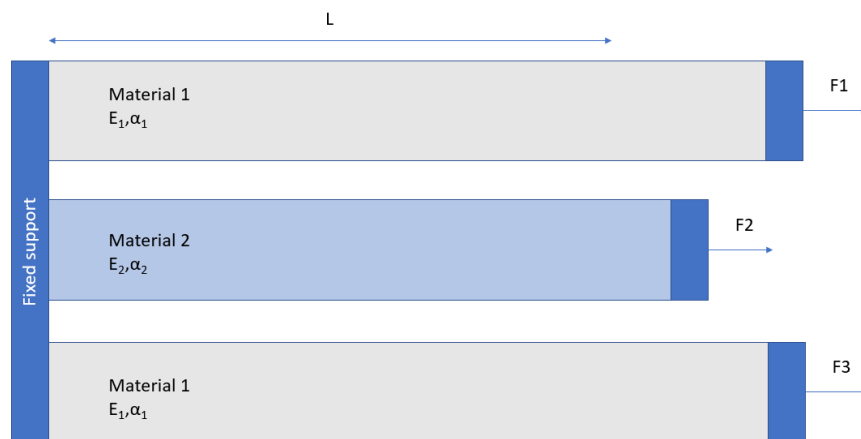 L
Material 1
E₁,α₁
F1
Fixed support
Material 2
E₂,α₂
F2
Material 1
E₁,α₁
F3